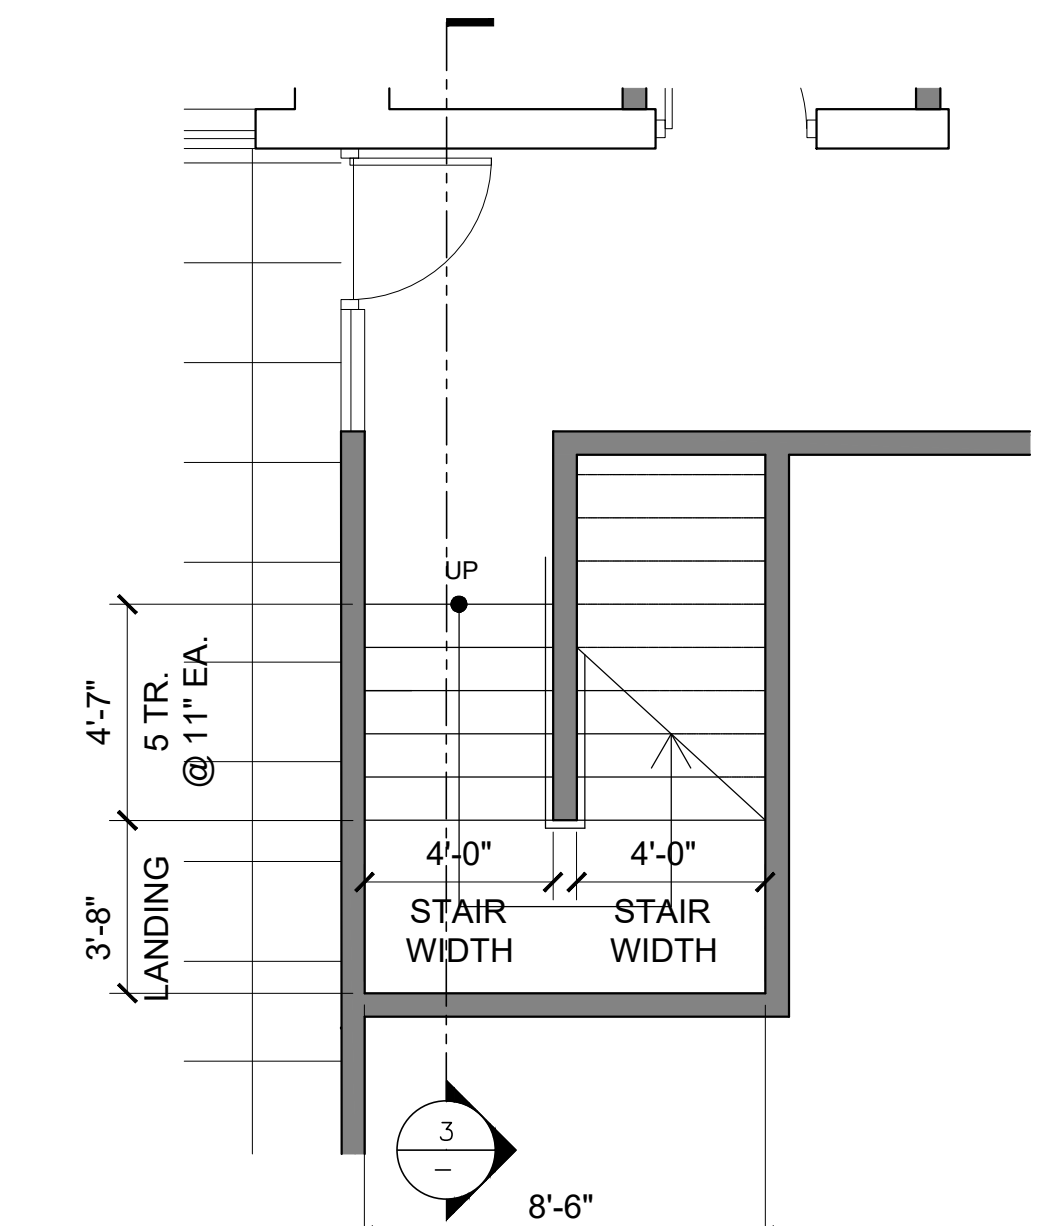 UP
4'-7"
5 TR.
@ 11" EA.
4'-0"
4'-0"
3'-8"
LANDING
STAIR
WIDTH
STAIR
WIDTH
3
–
8'-6"